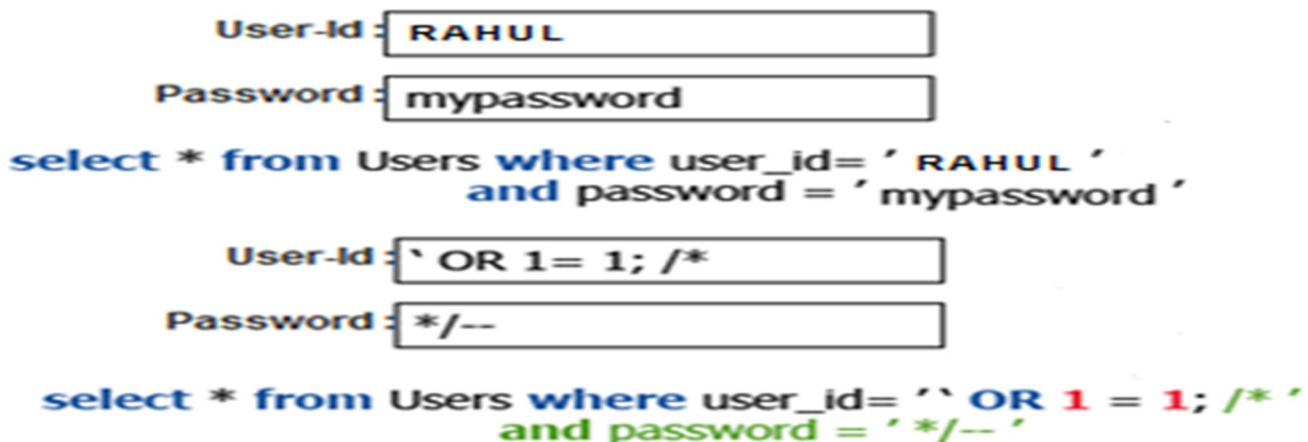 User-Id : RAHUL
Password : mypassword
select * from Users where user_id= ′ RAHUL ′
and password = ′ mypassword ′
User-Id : ` OR 1= 1; /*
Password : */--
select * from Users where user_id= ′` OR 1 = 1; /* ′
and password = ′ */-- ′